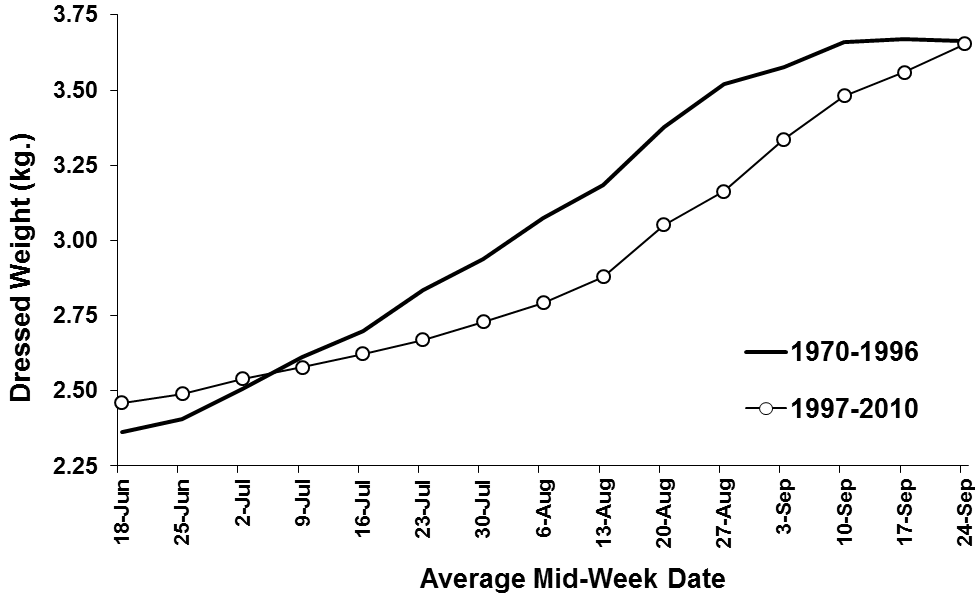 3.75
3.50
3.25
3.00
2.75
2.50
2.25
Dressed Weight (kg.)
1970-1996
1997-2010
18-Jun
25-Jun
2-Jul
9-Jul
16-Jul
23-Jul
30-Jul
6-Aug
13-Aug
20-Aug
27-Aug
3-Sep
10-Sep
17-Sep
24-Sep
Average Mid-Week Date